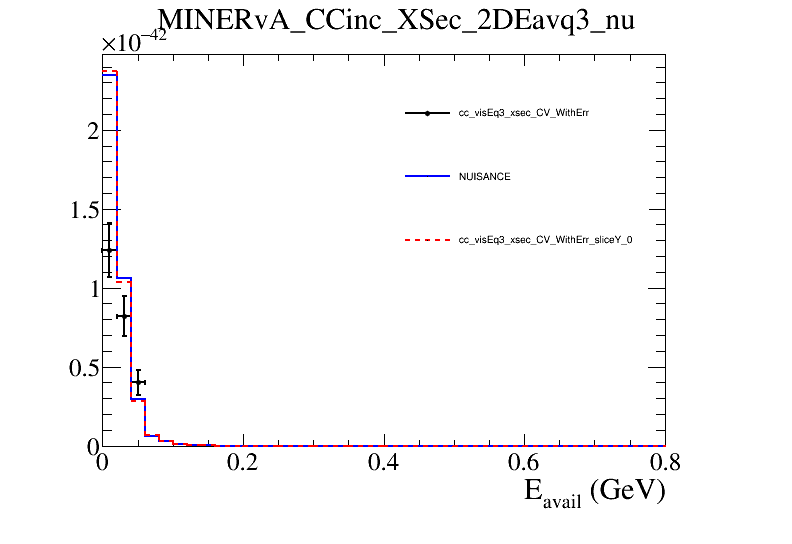 MINERvA_CCinc_XSec_2DEavq3_nu
×10−42
cc_visEq3_xsec_CV_WithErr
NUISANCE
cc_visEq3_xsec_CV_WithErr_sliceY_0
2
1.5
1
0.5
0
0 0.2 0.4 0.6 0.8
Eavail (GeV)